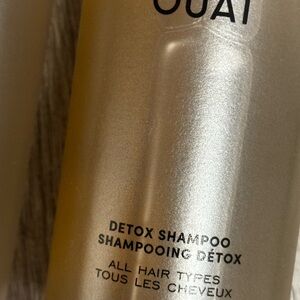 OUAI
DETOX SHAMPOO
SHAMPOOING DÉTOX
ALL HAIR TYPES
TOUS LES CHEVEUX